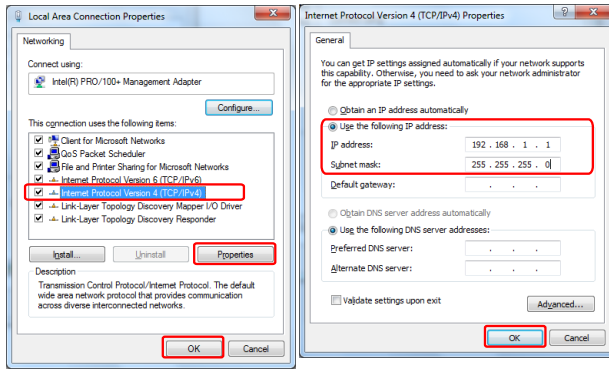 Local Area Connection Properties
Networking
Connect using:
Intel(R) PRO/100+ Management Adapter
Configure...
This connection uses the following items:
Client for Microsoft Networks
QoS Packet Scheduler
File and Printer Sharing for Microsoft Networks
Internet Protocol Version 6 (TCP/IPv6)
Internet Protocol Version 4 (TCP/IPv4)
Link-Layer Topology Discovery Mapper I/O Driver
Link-Layer Topology Discovery Responder
Install...
Uninstall
Properties
Description
Transmission Control Protocol/Internet Protocol. The default
wide area network protocol that provides communication
across diverse interconnected networks.
OK
Cancel
Internet Protocol Version 4 (TCP/IPv4) Properties
General
You can get IP settings assigned automatically if your network supports
this capability. Otherwise, you need to ask your network administrator
for the appropriate IP settings.
Obtain an IP address automatically
Use the following IP address:
IP address: 192 . 168 . 1 . 1
Subnet mask: 255 . 255 . 255 . 0
Default gateway: . . .
Obtain DNS server address automatically
Use the following DNS server addresses:
Preferred DNS server: . . .
Alternate DNS server: . . .
Validate settings upon exit
Advanced...
OK
Cancel